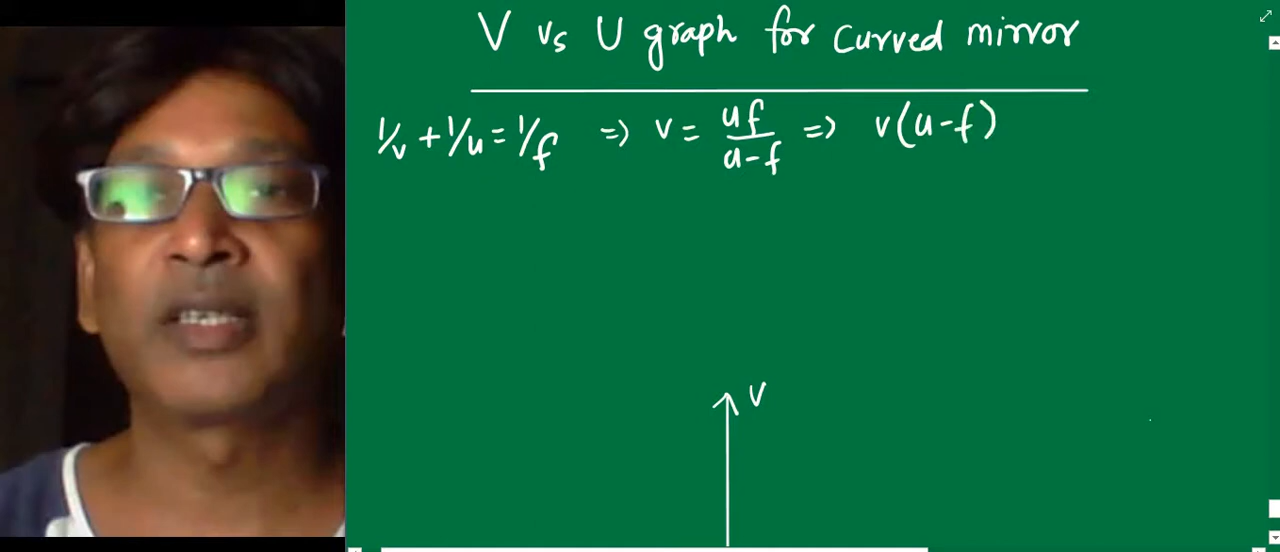 V vs U graph for curved mirror
1/v + 1/u = 1/f => v = uf/u-f => v(u-f)
V